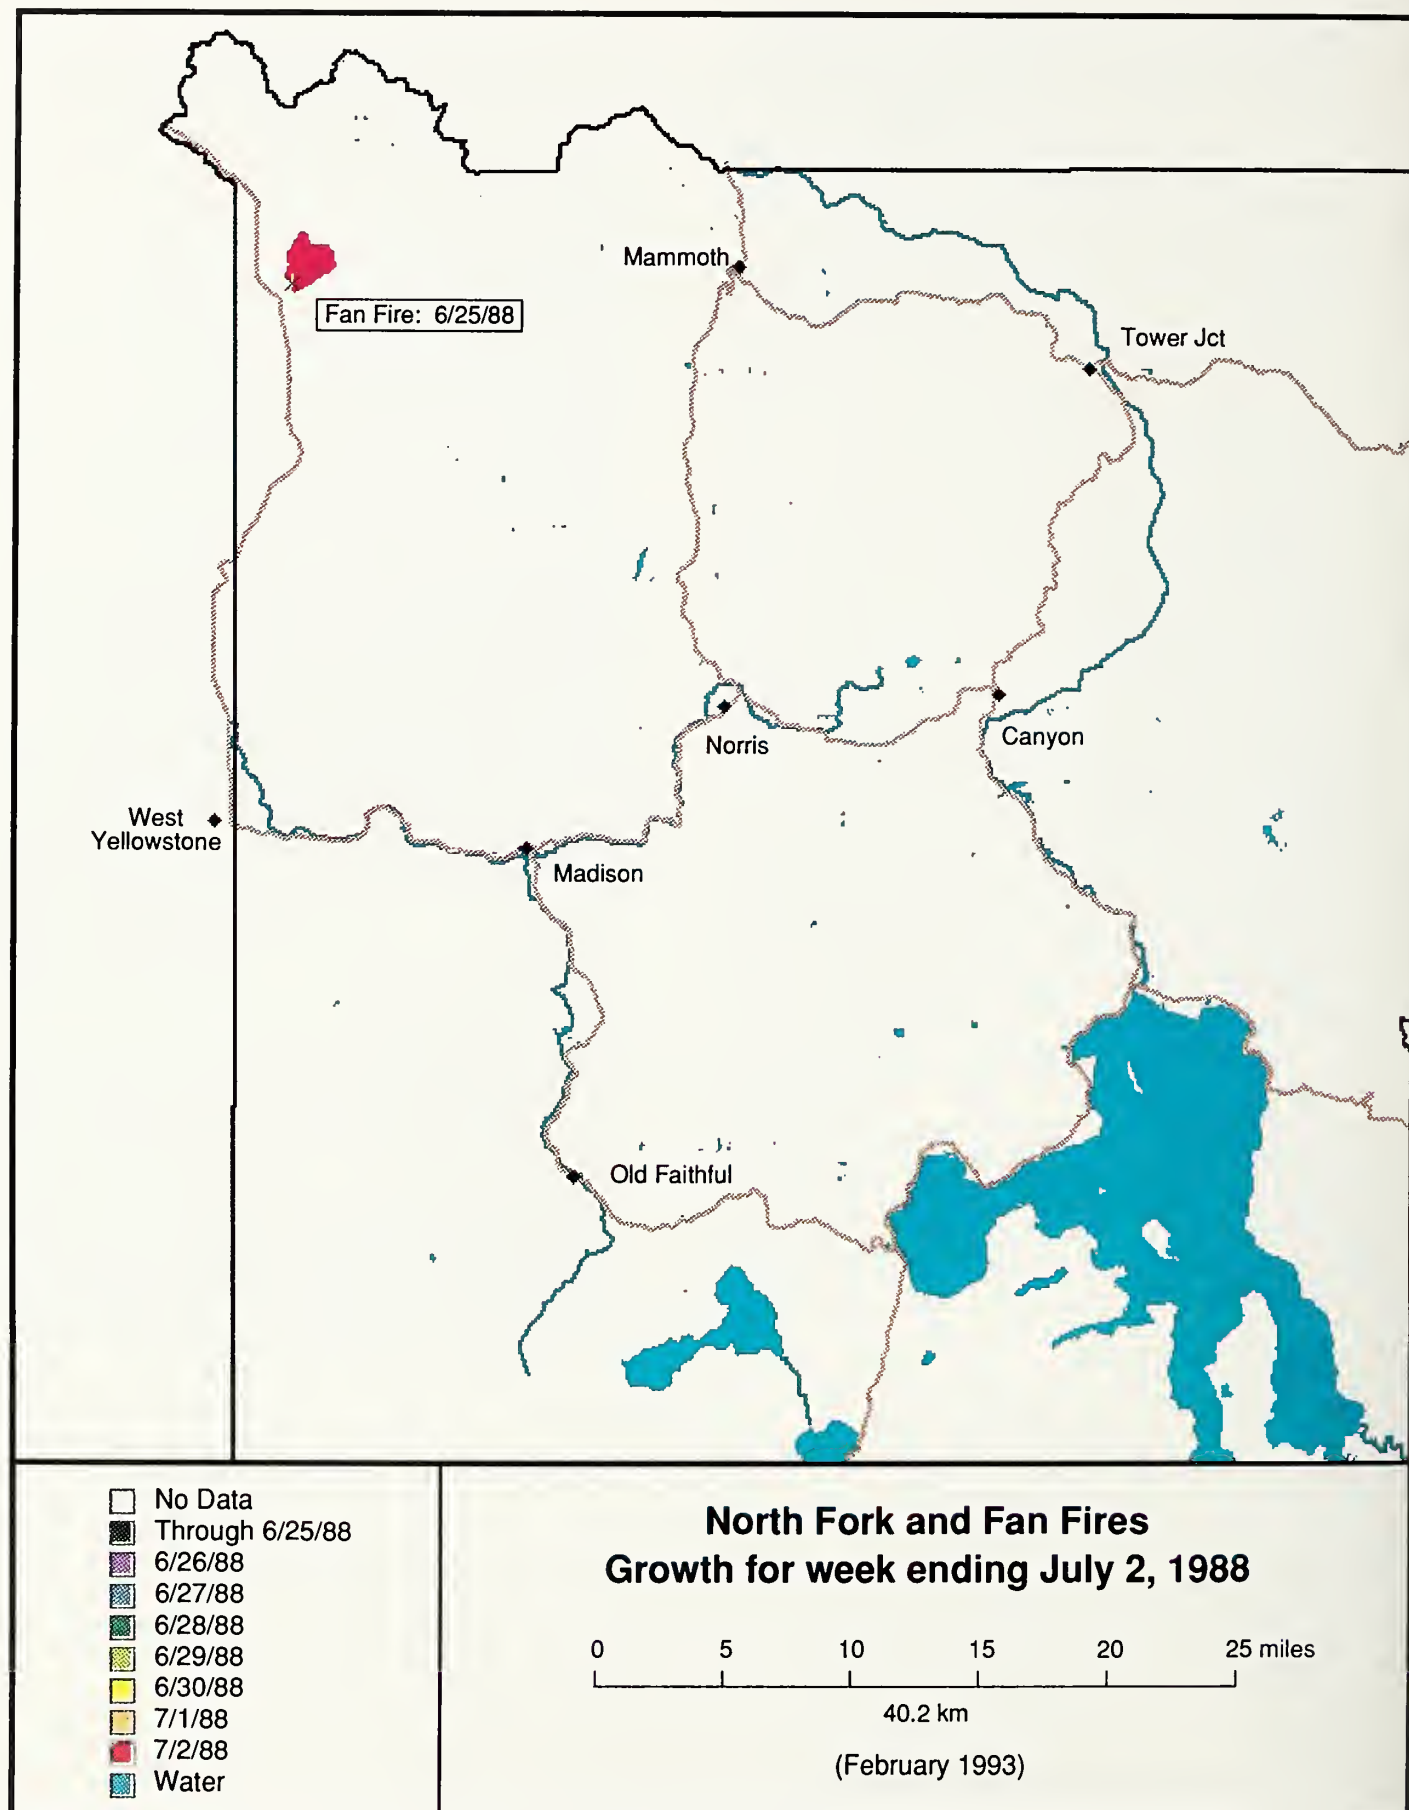 Mammoth
Fan Fire: 6/25/88
Tower Jct
Norris
Canyon
West
Yellowstone
Madison
Old Faithful
No Data
Through 6/25/88
6/26/88
6/27/88
6/28/88
6/29/88
6/30/88
7/1/88
7/2/88
Water
North Fork and Fan Fires
Growth for week ending July 2, 1988
0 5 10 15 20 25 miles
40.2 km
(February 1993)